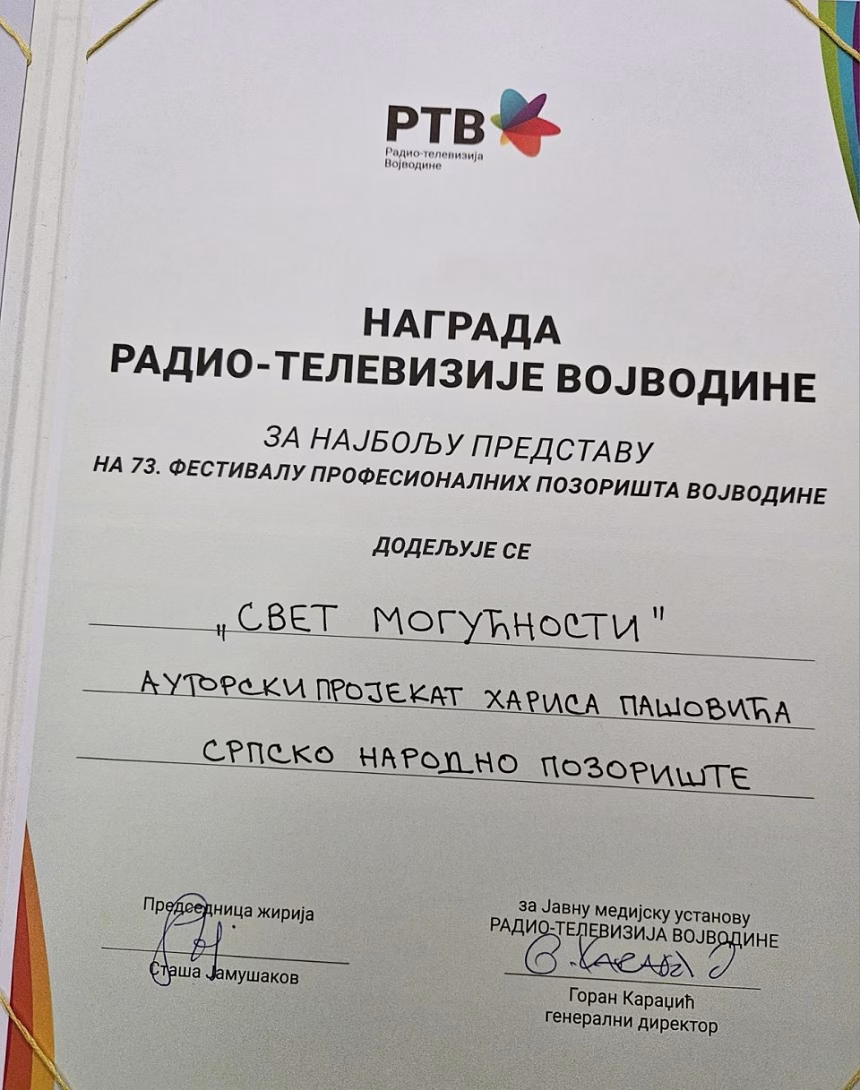 РТВ
Радио-телевизија
Војводине
НАГРАДА
РАДИО-ТЕЛЕВИЗИЈЕ ВОЈВОДИНЕ
ЗА НАЈБОЉУ ПРЕДСТАВУ
НА 73. ФЕСТИВАЛУ ПРОФЕСИОНАЛНИХ ПОЗОРИШТА ВОЈВОДИНЕ
ДОДЕЉУЈЕ СЕ
„СВЕТ МОГУЋНОСТИ"
АУТОРСКИ ПРОЈЕКАТ ХАРИСА ПАШОВИЋА
СРПСКО НАРОДНО ПОЗОРИШТЕ
Председница жирија
Сташа Јамушаков
за Јавну медијску установу
РАДИО-ТЕЛЕВИЗИЈА ВОЈВОДИНЕ
Горан Караџић
генерални директор